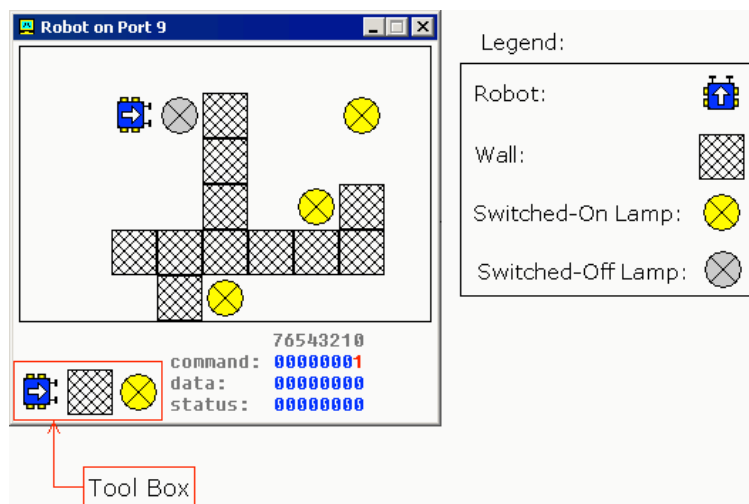 Robot on Port 9
Legend:
Robot:
Wall:
Switched-On Lamp:
Switched-Off Lamp:
76543210
command: 00000001
data: 00000000
status: 00000000
Tool Box